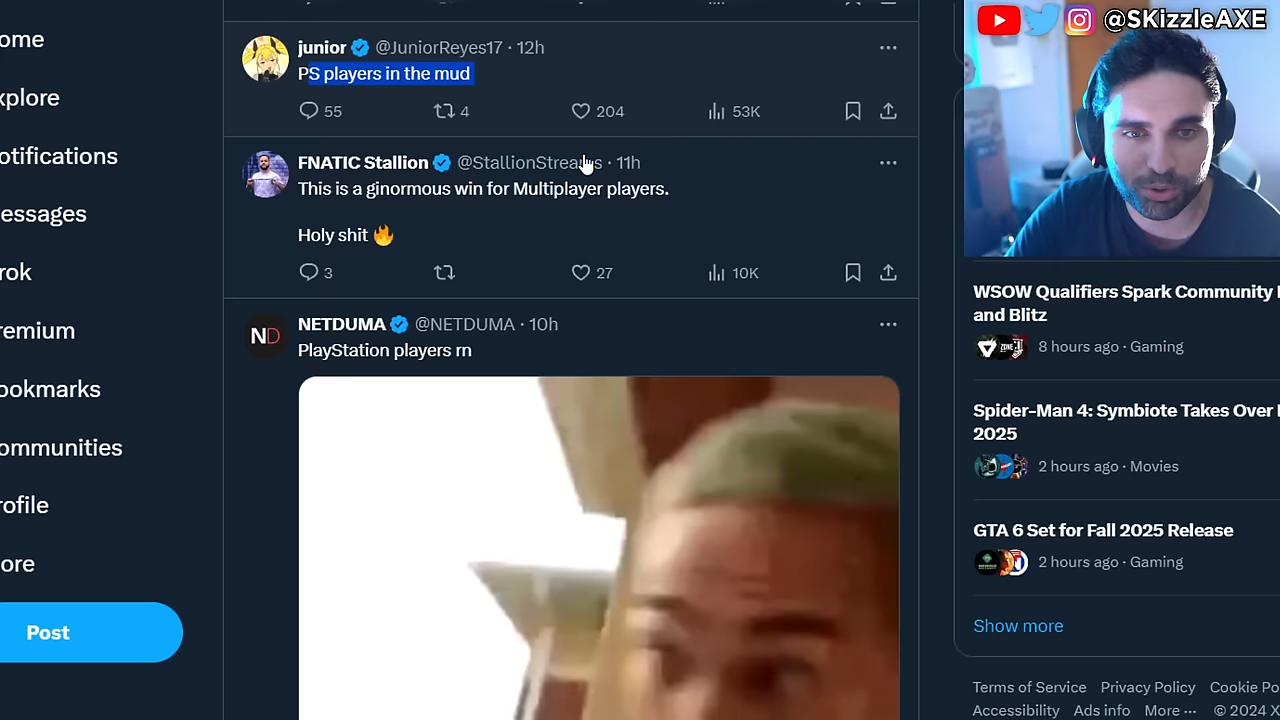 @SKizzleAXE
ome
xplore
otifications
essages
rok
remium
ookmarks
ommunities
rofile
ore
Post
junior @JuniorReyes17 · 12h
PS players in the mud
55 4 204 53K
FNATIC Stallion @StallionStreams · 11h
This is a ginormous win for Multiplayer players.
Holy shit 🔥
3 27 10K
NETDUMA @NETDUMA · 10h
ND
PlayStation players rn
WSOW Qualifiers Spark Community
and Blitz
8 hours ago · Gaming
Spider-Man 4: Symbiote Takes Over
2025
2 hours ago · Movies
GTA 6 Set for Fall 2025 Release
2 hours ago · Gaming
Show more
Terms of Service Privacy Policy Cookie Po
Accessibility Ads info More ··· © 2024 X